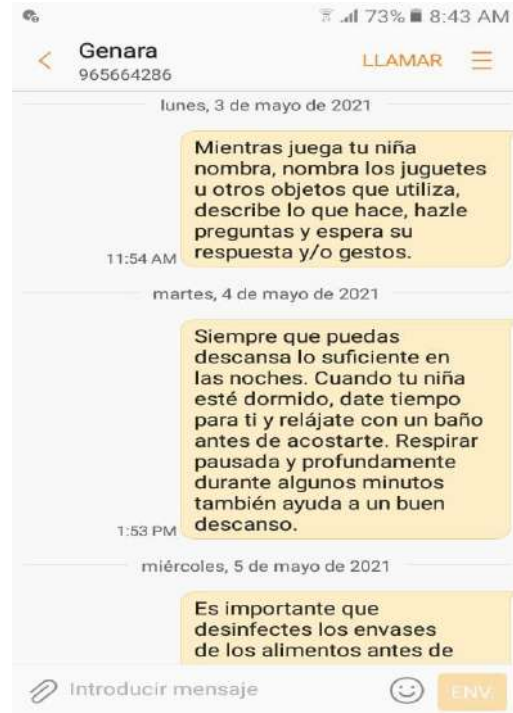 73% 8:43 AM
Genara
965664286
LLAMAR
lunes, 3 de mayo de 2021
Mientras juega tu niña
nombra, nombra los juguetes
u otros objetos que utiliza,
describe lo que hace, hazle
preguntas y espera su
respuesta y/o gestos.
11:54 AM
martes, 4 de mayo de 2021
Siempre que puedas
descansa lo suficiente en
las noches. Cuando tu niña
esté dormido, date tiempo
para ti y relájate con un baño
antes de acostarte. Respirar
pausada y profundamente
durante algunos minutos
también ayuda a un buen
descanso.
1:53 PM
miércoles, 5 de mayo de 2021
Es importante que
desinfectes los envases
de los alimentos antes de
Introducir mensaje
ENV.